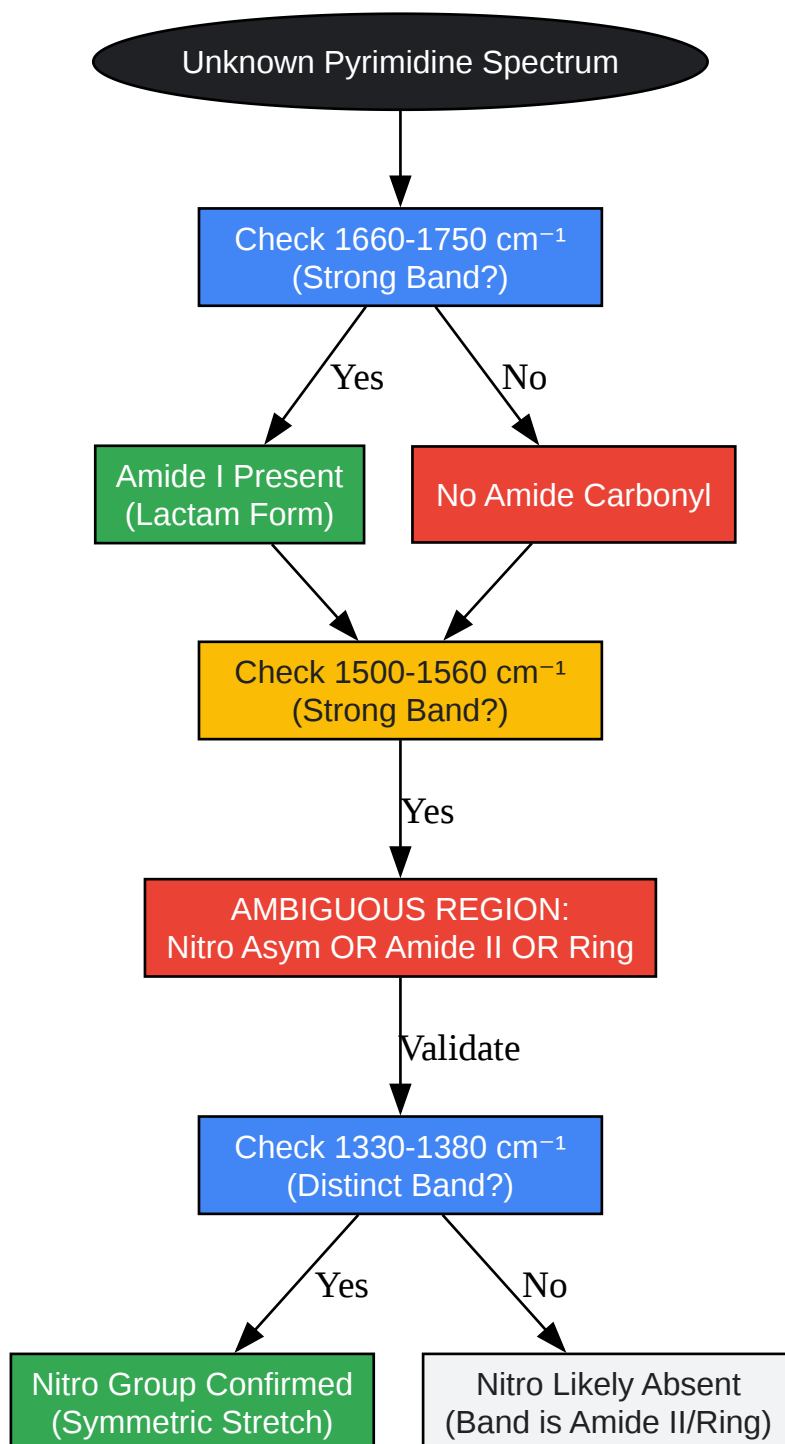 Unknown Pyrimidine Spectrum
Check 1660-1750 cm⁻¹
(Strong Band?)
Yes
No
Amide I Present
(Lactam Form)
No Amide Carbonyl
Check 1500-1560 cm⁻¹
(Strong Band?)
Yes
AMBIGUOUS REGION:
Nitro Asym OR Amide II OR Ring
Validate
Check 1330-1380 cm⁻¹
(Distinct Band?)
Yes
No
Nitro Group Confirmed
(Symmetric Stretch)
Nitro Likely Absent
(Band is Amide II/Ring)